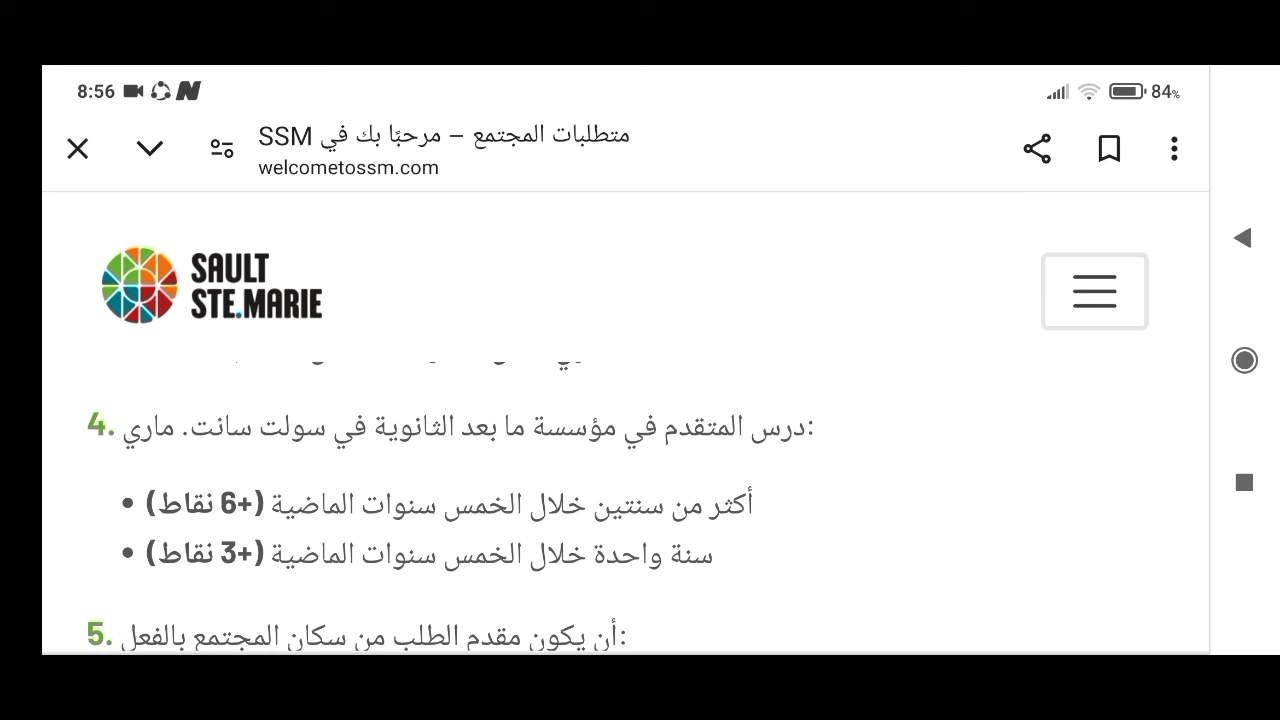 8:56
84%
متطلبات المجتمع – مرحبًا بك في SSM
welcometossm.com
SAULT
STE.MARIE
4. درس المتقدم في مؤسسة ما بعد الثانوية في سولت سانت. ماري:
• أكثر من سنتين خلال الخمس سنوات الماضية (+6 نقاط)
• سنة واحدة خلال الخمس سنوات الماضية (+3 نقاط)
5. أن يكون مقدم الطلب من سكان المجتمع بالفعل: